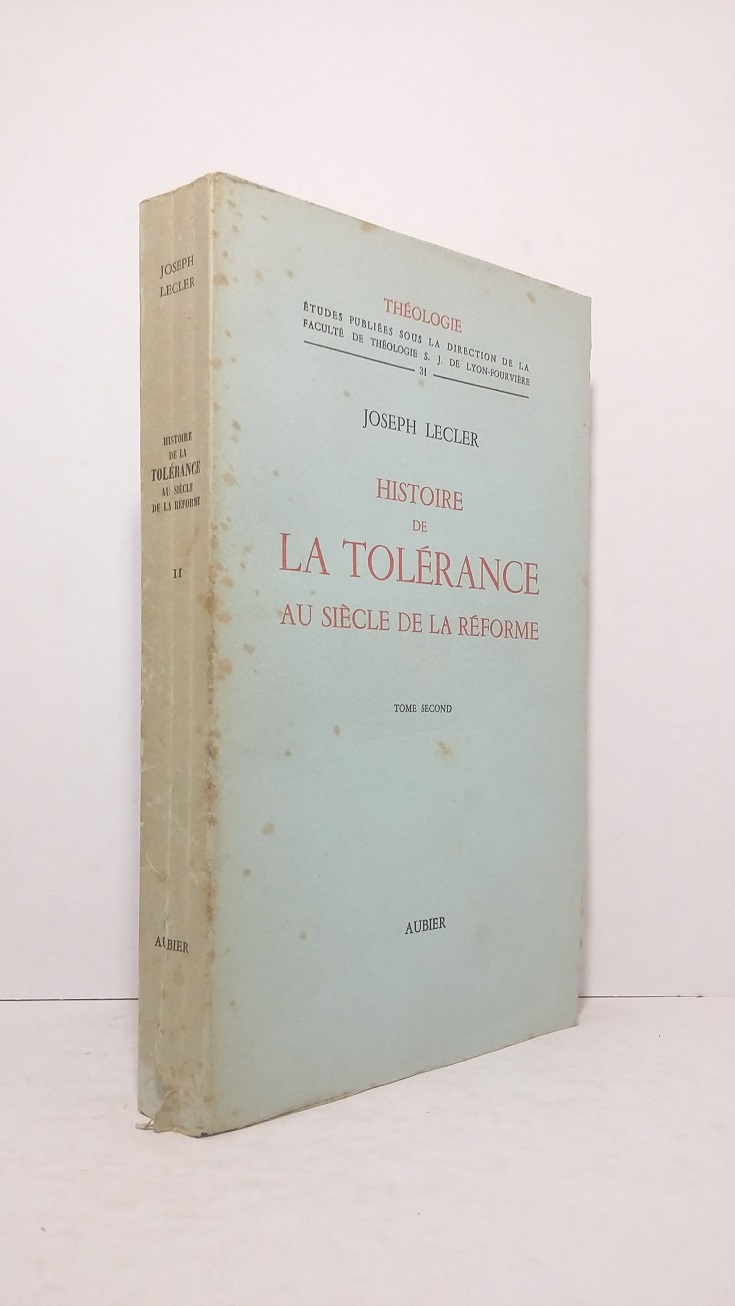 JOSEPH
LECLER
HISTOIRE
DE LA
TOLÉRANCE
AU SIÈCLE
DE LA RÉFORME
II
AUBIER
THÉOLOGIE
ÉTUDES PUBLIÉES SOUS LA DIRECTION DE LA
FACULTÉ DE THÉOLOGIE S. J. DE LYON-FOURVIÈRE
31
JOSEPH LECLER
HISTOIRE
DE
LA TOLÉRANCE
AU SIÈCLE DE LA RÉFORME
TOME SECOND
AUBIER